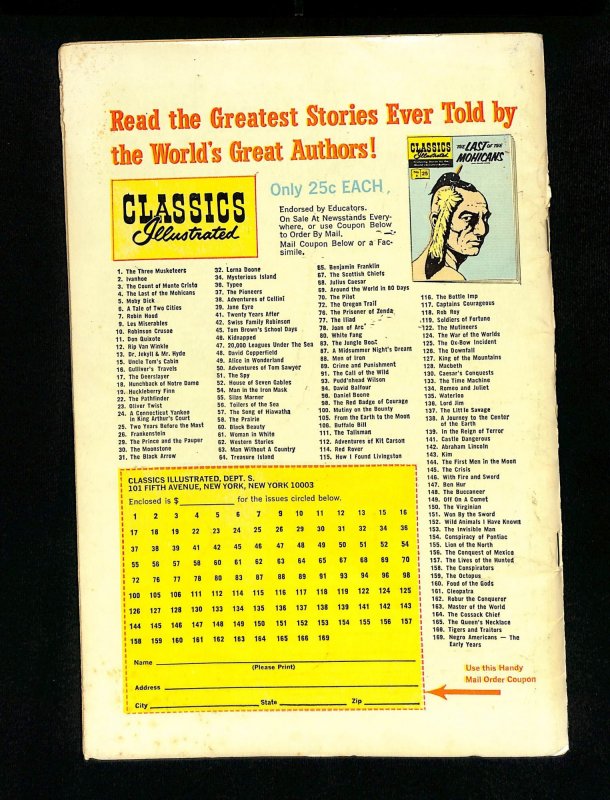 Read the Greatest Stories Ever Told by
the World's Great Authors!
CLASSICS
Illustrated
Only 25c EACH
Endorsed by Educators.
On Sale At Newsstands Every-
where, or use Coupon Below
to Order By Mail.
Mail Coupon Below or a Fac-
simile.
CLASSICS
Illustrated
THE LAST OF THE
MOHICANS
25
1. The Three Musketeers
2. Ivanhoe
3. The Count of Monte Cristo
4. The Last of the Mohicans
5. Moby Dick
6. A Tale of Two Cities
7. Robin Hood
9. Les Miserables
10. Robinson Crusoe
11. Don Quixote
12. Rip Van Winkle
13. Dr. Jekyll & Mr. Hyde
15. Uncle Tom's Cabin
16. Gulliver's Travels
17. The Deerslayer
18. Hunchback of Notre Dame
19. Huckleberry Finn
22. The Pathfinder
23. Oliver Twist
24. A Connecticut Yankee
in King Arthur's Court
25. Two Years Before the Mast
26. Frankenstein
29. The Prince and the Pauper
30. The Moonstone
31. The Black Arrow
32. Lorna Doone
34. Mysterious Island
36. Typee
37. The Pioneers
38. Adventures of Cellini
39. Jane Eyre
41. Twenty Years After
42. Swiss Family Robinson
45. Tom Brown's School Days
46. Kidnapped
47. 20,000 Leagues Under the Sea
48. David Copperfield
49. Alice in Wonderland
50. Adventures of Tom Sawyer
51. The Spy
52. House of Seven Gables
54. Man in the Iron Mask
55. Silas Marner
56. Toilers of the Sea
57. The Song of Hiawatha
58. The Prairie
60. Black Beauty
61. Woman in White
62. Western Stories
63. Man Without A Country
64. Treasure Island
65. Benjamin Franklin
67. The Scottish Chiefs
68. Julius Caesar
69. Around the World in 80 Days
70. The Pilot
72. The Oregon Trail
76. The Prisoner of Zenda
77. The Iliad
78. Joan of Arc
80. White Fang
83. The Jungle Book
87. A Midsummer Night's Dream
88. Men of Iron
89. Crime and Punishment
91. The Call of the Wild
93. Pudd'nhead Wilson
94. David Balfour
96. Daniel Boone
98. The Red Badge of Courage
100. Mutiny on the Bounty
105. From the Earth to the Moon
106. Buffalo Bill
111. The Talisman
112. Adventures of Kit Carson
114. Red Rover
115. How I Found Livingston
116. The Bottle Imp
117. Captains Courageous
118. Rob Roy
119. Soldiers of Fortune
122. The Mutineers
124. The War of the Worlds
125. The Ox-Bow Incident
126. The Downfall
127. King of the Mountains
128. Macbeth
130. Caesar's Conquests
133. The Time Machine
134. Romeo and Juliet
135. Waterloo
136. Lord Jim
137. The Little Savage
138. A Journey to the Center
of the Earth
139. In the Reign of Terror
141. Castle Dangerous
142. Abraham Lincoln
143. Kim
144. The First Men in the Moon
145. The Crisis
146. With Fire and Sword
147. Ben Hur
148. The Buccaneer
149. Off On A Comet
150. The Virginian
151. Won By the Sword
152. Wild Animals I Have Known
153. The Invisible Man
154. Conspiracy of Pontiac
155. Lion of the North
156. The Conquest of Mexico
157. The Lives of the Hunted
158. The Conspirators
159. The Octopus
160. Food of the Gods
161. Cleopatra
162. Robur the Conqueror
163. Master of the World
164. The Cossack Chief
165. The Queen's Necklace
166. Tigers and Traitors
169. Negro Americans — The
Early Years
CLASSICS ILLUSTRATED, DEPT. S.
101 FIFTH AVENUE, NEW YORK, NEW YORK 10003
Enclosed is $ for the issues circled below.
1 2 3 4 5 6 7 9 10 11 12 13 15 16
17 18 19 22 23 24 25 26 29 30 31 32 34 36
37 38 39 41 42 45 46 47 48 49 50 51 52 54
55 56 57 58 60 61 62 63 64 65 67 68 69 70
72 76 77 78 80 83 87 88 89 91 93 94 96 98
100 105 106 111 112 114 115 116 117 118 119 122 124 125
126 127 128 130 133 134 135 136 137 138 139 141 142 143
144 145 146 147 148 149 150 151 152 153 154 155 156 157
158 159 160 161 162 163 164 165 166 169
Name
(Please Print)
Address
City State Zip
Use this Handy
Mail Order Coupon